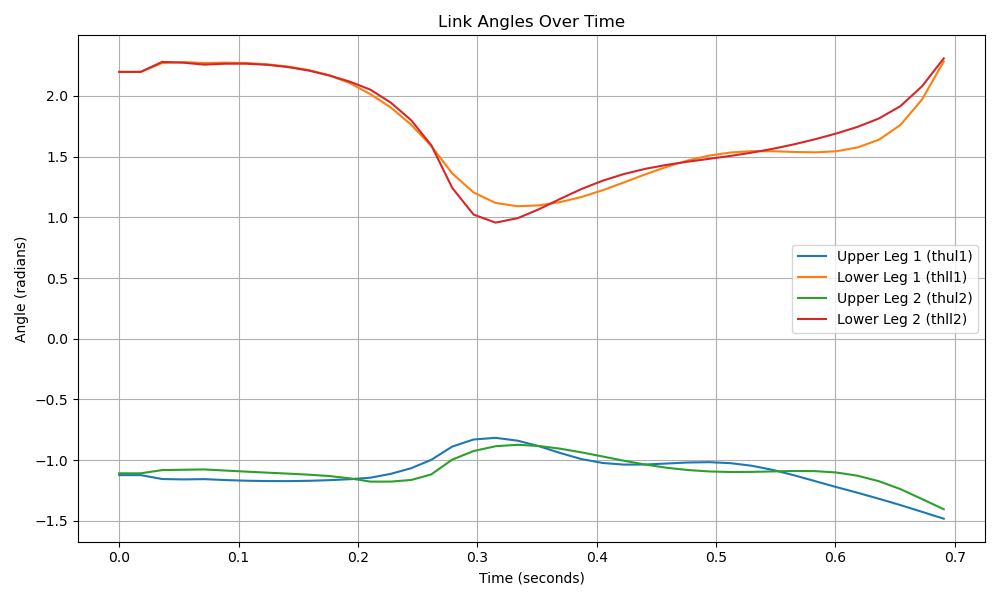 Link Angles Over Time
Angle (radians)
2.0
1.5
1.0
0.5
0.0
−0.5
−1.0
−1.5
Upper Leg 1 (thul1)
Lower Leg 1 (thll1)
Upper Leg 2 (thul2)
Lower Leg 2 (thll2)
0.0 0.1 0.2 0.3 0.4 0.5 0.6 0.7
Time (seconds)